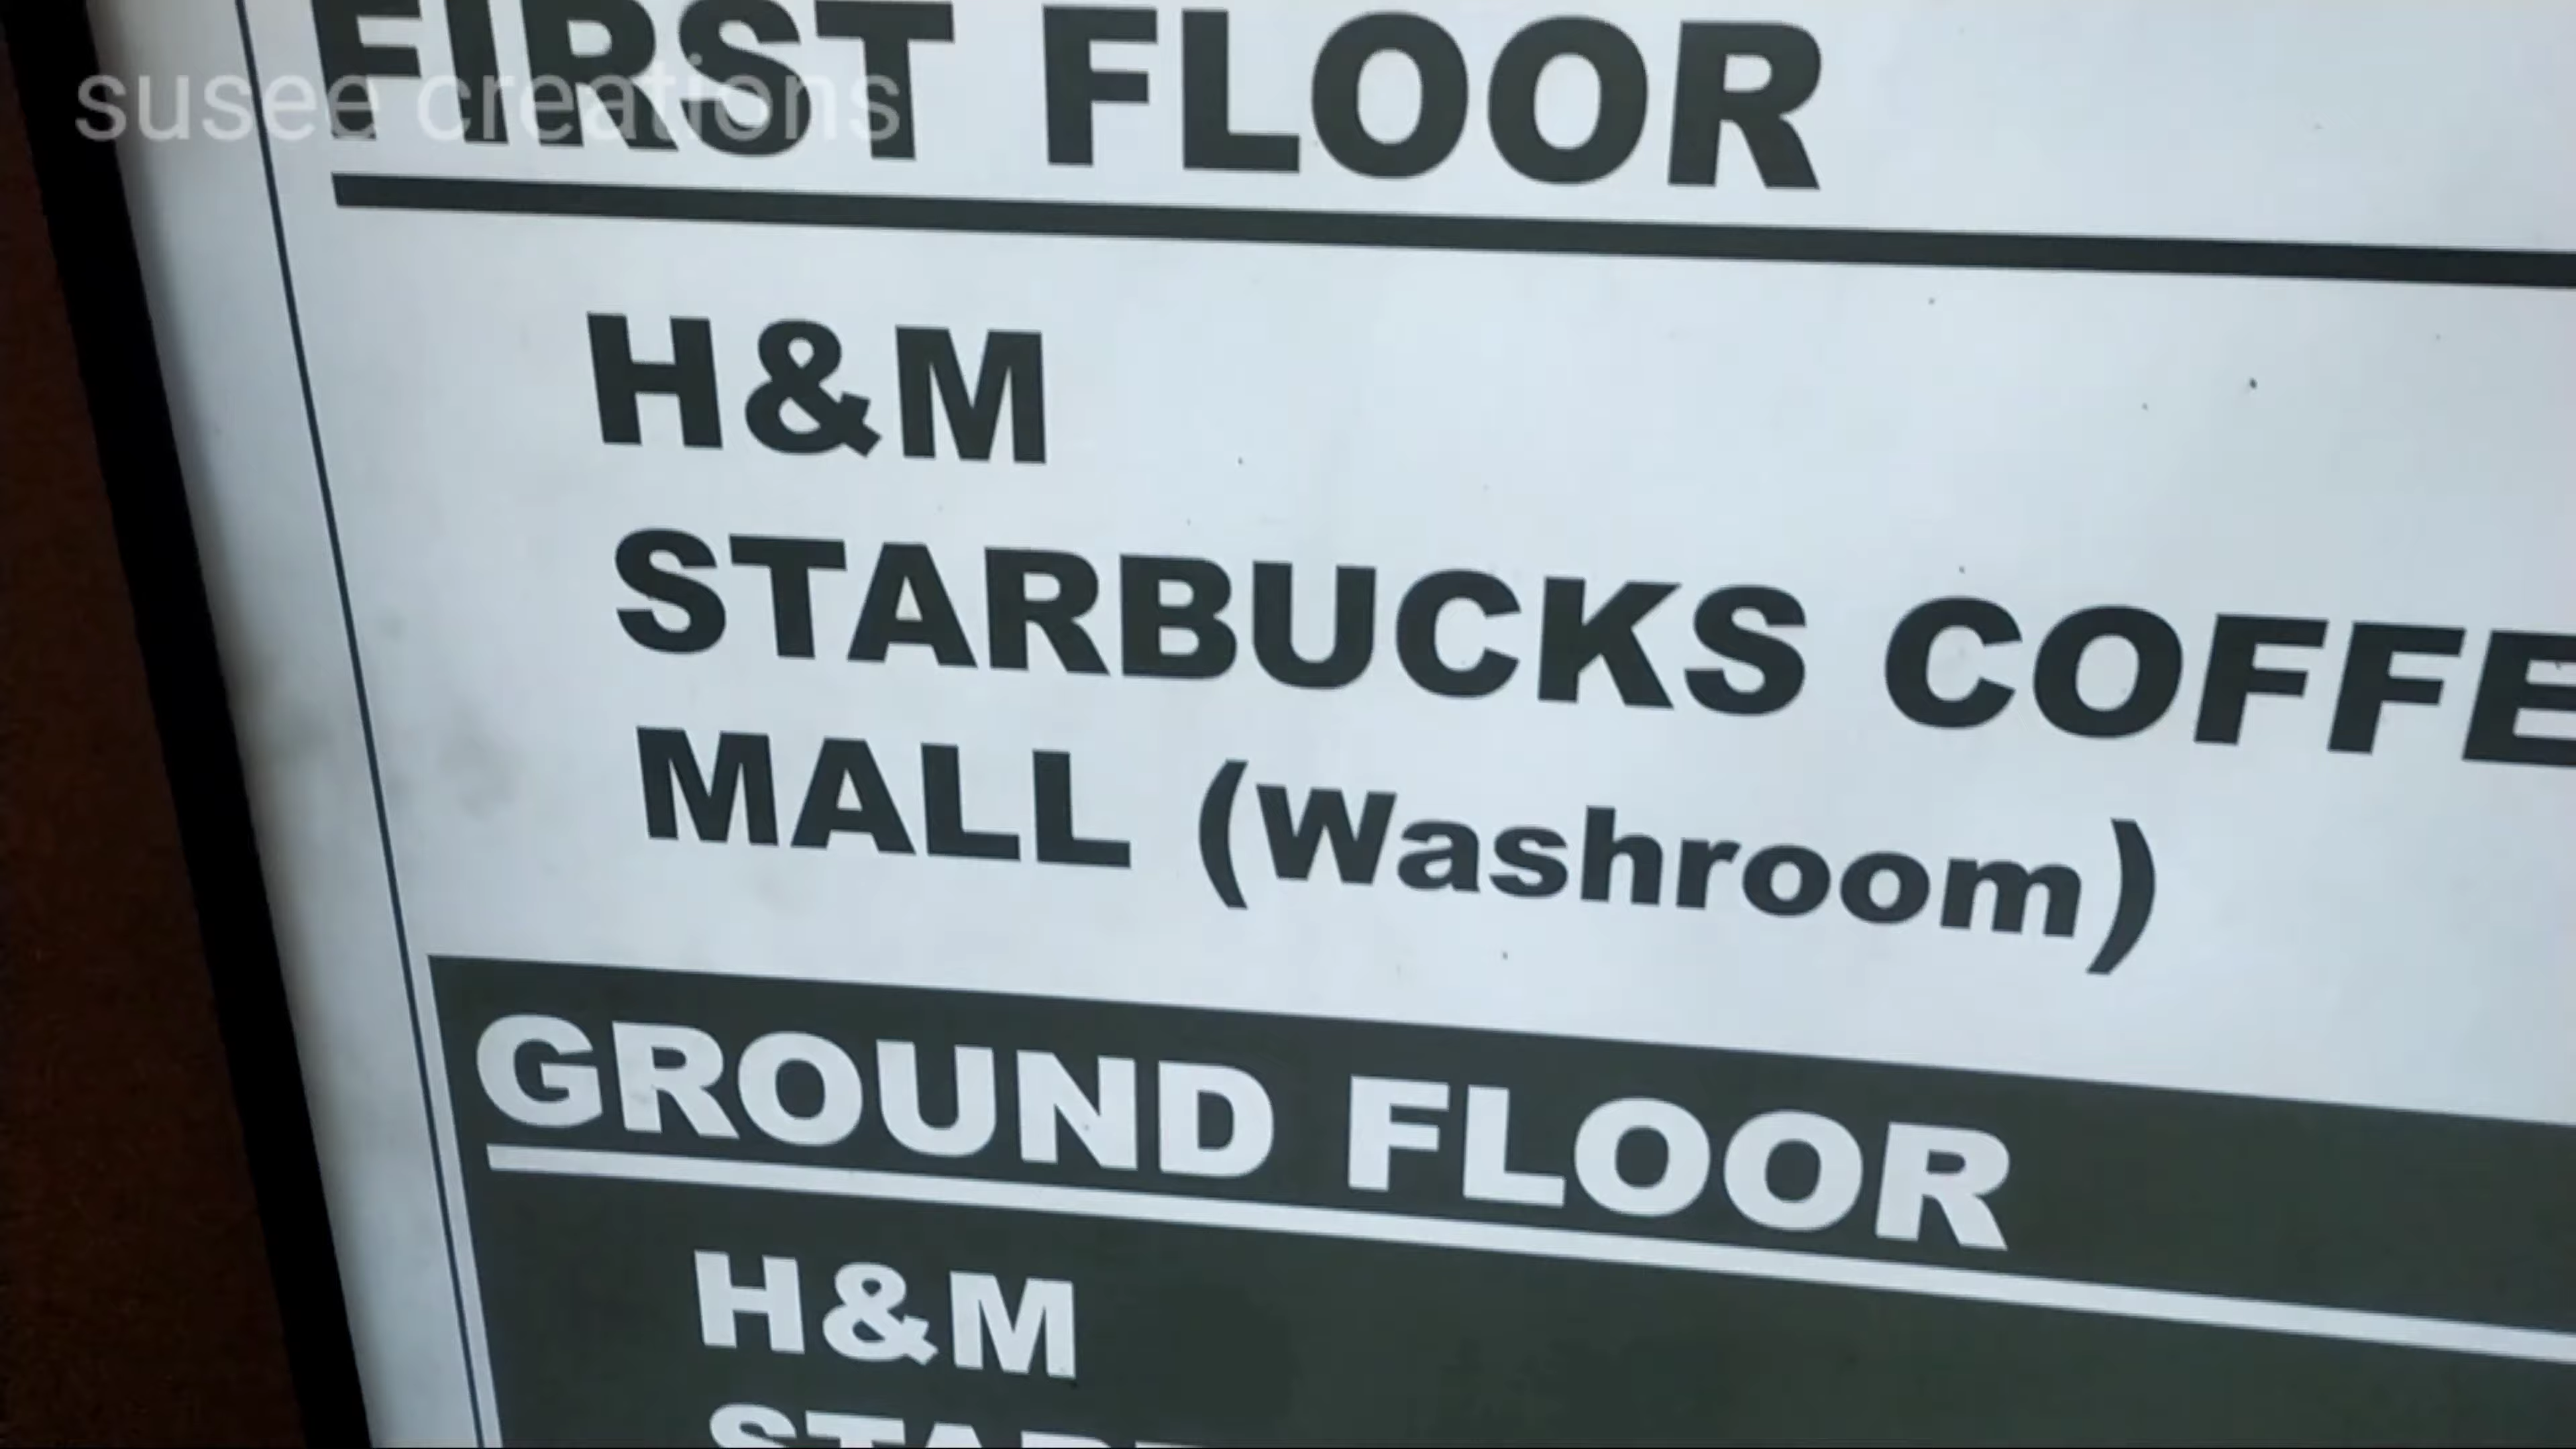 susee creations
FIRST FLOOR
H&M
STARBUCKS COFFE
MALL (Washroom)
GROUND FLOOR
H&M